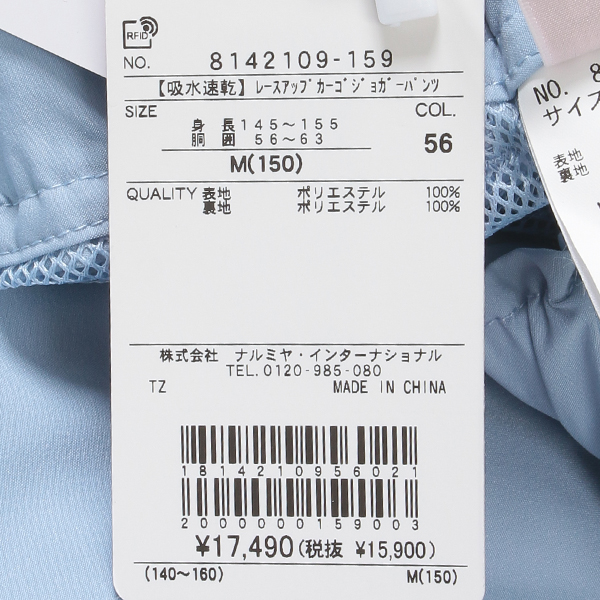 RFID
NO. 8142109-159
【吸水速乾】ﾚｰｽｱｯﾌﾟｶｰｺﾞｼﾞｮｶﾞｰﾊﾟﾝﾂ
SIZE COL.
身長 145～155
胴囲 56～63 56
M(150)
QUALITY 表地 ポリエステル 100%
裏地 ポリエステル 100%
株式会社 ナルミヤ・インターナショナル
TEL.0120-985-080
TZ MADE IN CHINA
1814210956021
2000000159003
¥17,490(税抜 ¥15,900)
(140～160) M(150)
NO. 8
サイズ
表地
裏地